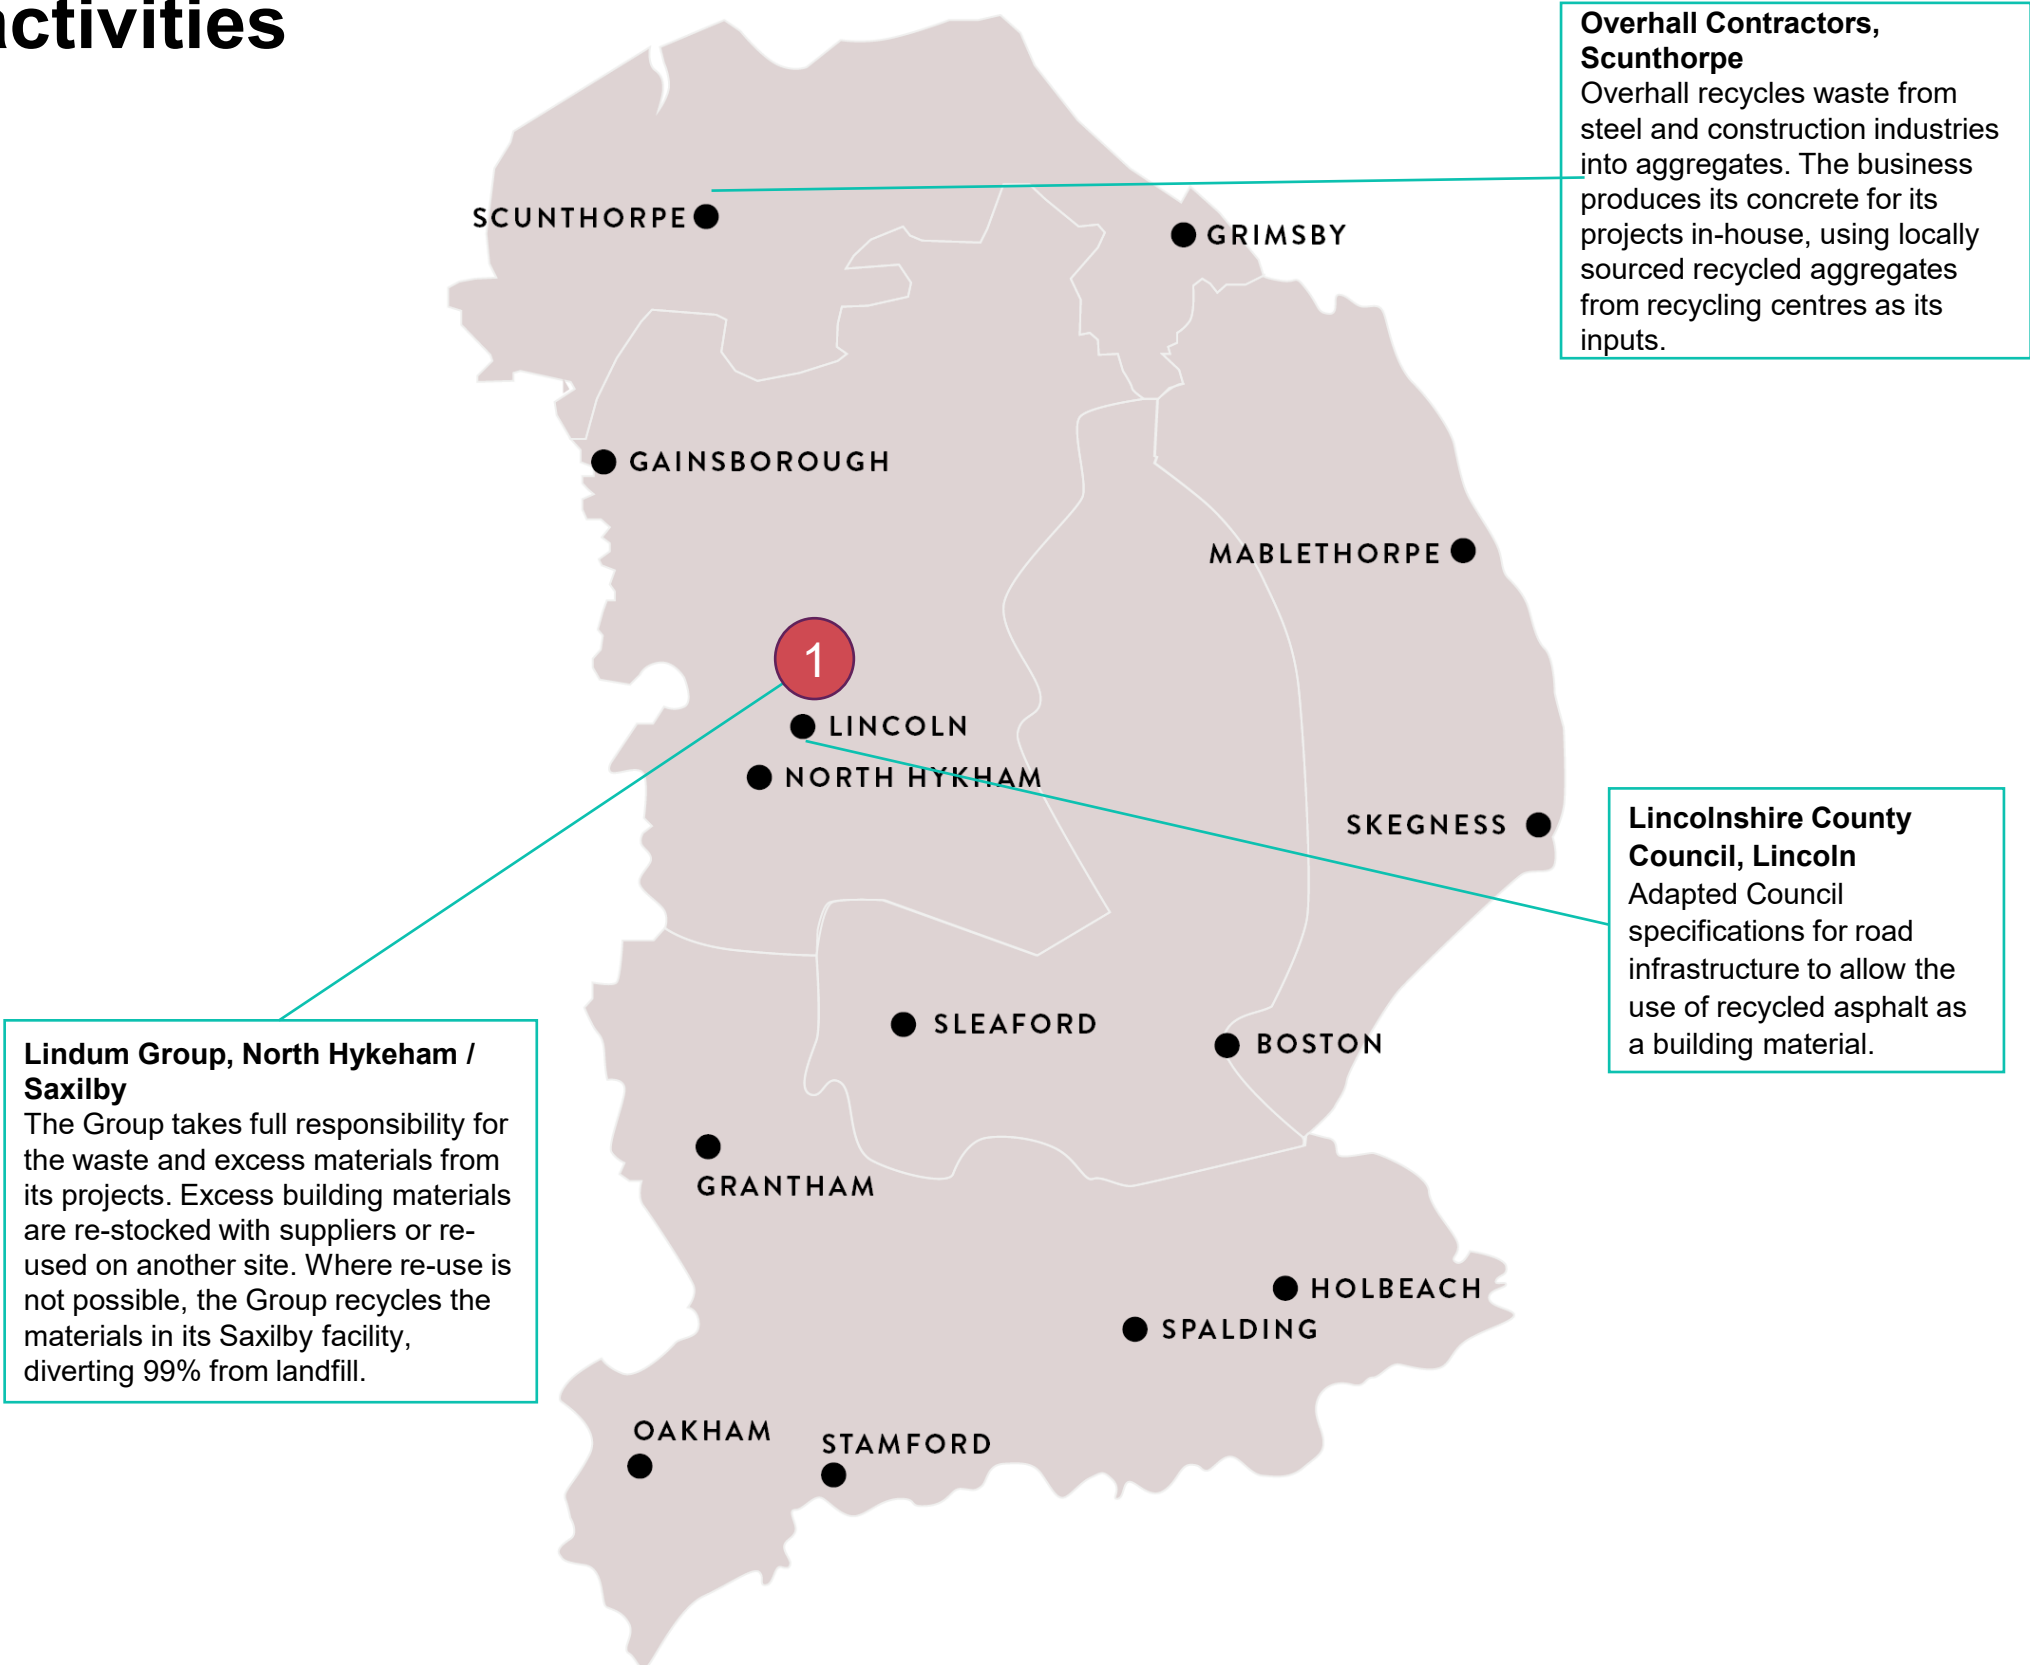 activities
Overhall Contractors,
Scunthorpe
Overhall recycles waste from
steel and construction industries
into aggregates. The business
produces its concrete for its
projects in-house, using locally
sourced recycled aggregates
from recycling centres as its
inputs.
SCUNTHORPE
GRIMSBY
GAINSBOROUGH
MABLETHORPE
1
LINCOLN
NORTH HYKHAM
SKEGNESS
Lincolnshire County
Council, Lincoln
Adapted Council
specifications for road
infrastructure to allow the
use of recycled asphalt as
a building material.
SLEAFORD
BOSTON
Lindum Group, North Hykeham /
Saxilby
The Group takes full responsibility for
the waste and excess materials from
its projects. Excess building materials
are re-stocked with suppliers or re-
used on another site. Where re-use is
not possible, the Group recycles the
materials in its Saxilby facility,
diverting 99% from landfill.
GRANTHAM
HOLBEACH
SPALDING
OAKHAM
STAMFORD